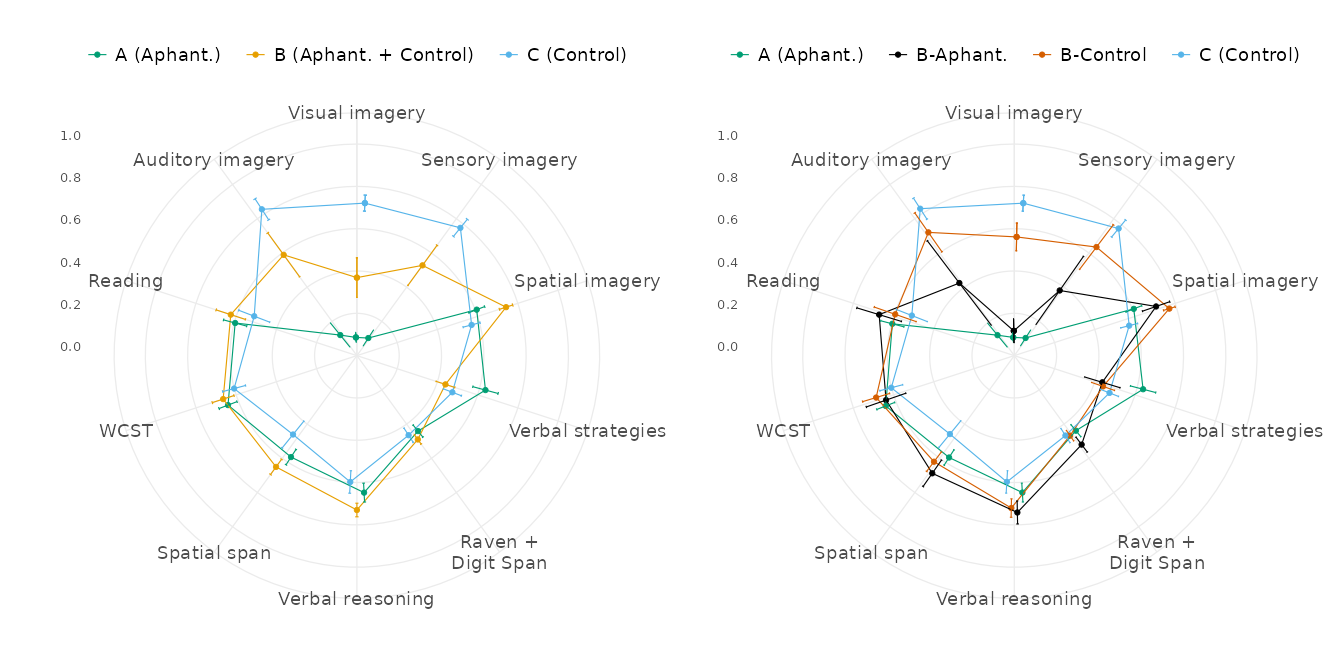 A (Aphant.) B (Aphant. + Control) C (Control)
Visual imagery
1.0
Auditory imagery Sensory imagery
0.8
0.6
0.4
Reading Spatial imagery
0.2
0.0
WCST Verbal strategies
Raven +
Spatial span
Digit Span
Verbal reasoning
A (Aphant.) B-Aphant. B-Control C (Control)
Visual imagery
1.0
Auditory imagery Sensory imagery
0.8
0.6
0.4
Reading Spatial imagery
0.2
0.0
WCST Verbal strategies
Raven +
Spatial span
Digit Span
Verbal reasoning